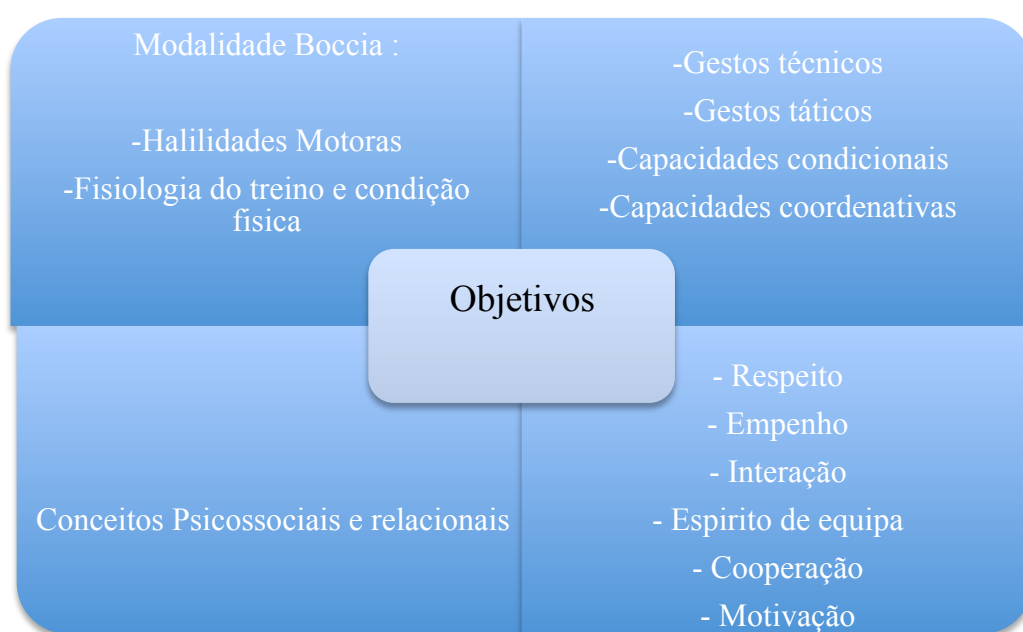 Modalidade Boccia :
-Halilidades Motoras
-Fisiologia do treino e condição
fisica
-Gestos técnicos
-Gestos táticos
-Capacidades condicionais
-Capacidades coordenativas
Objetivos
Conceitos Psicossociais e relacionais
- Respeito
- Empenho
- Interação
- Espirito de equipa
- Cooperação
- Motivação